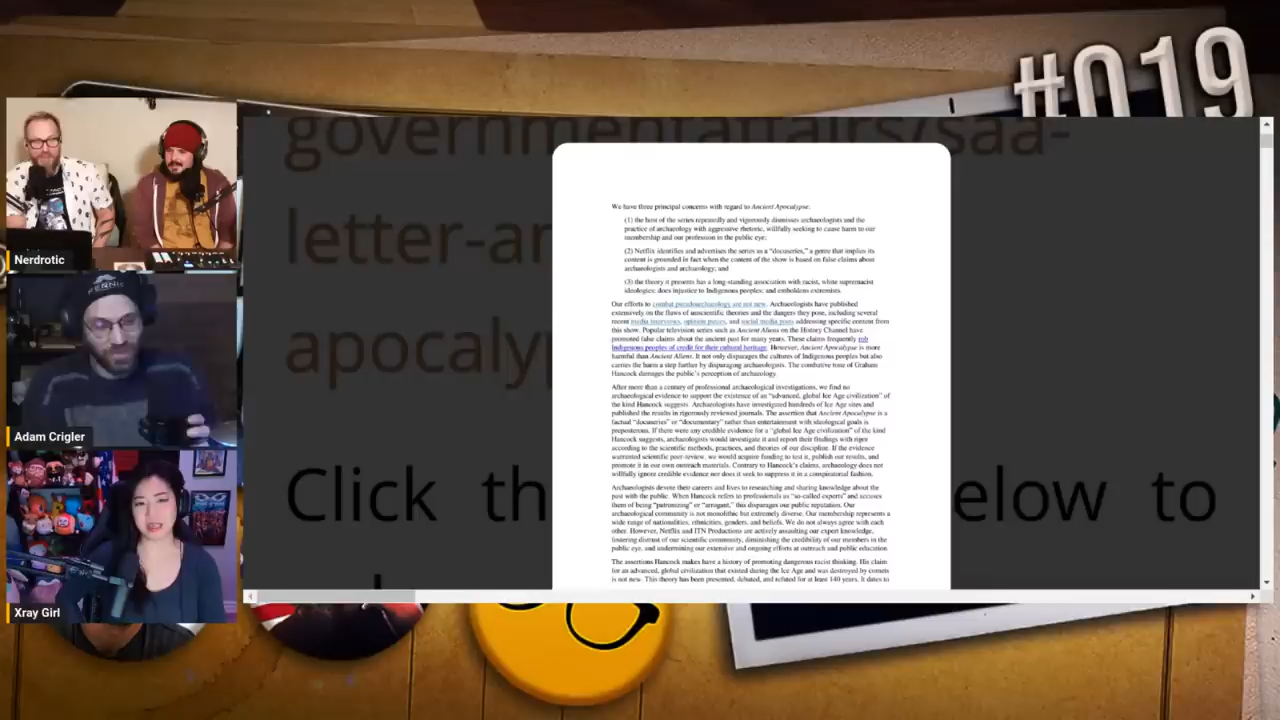 #019
governmentaffairs/saa-
We have three principal concerns with regard to Ancient Apocalypse:
(1) the host of the series repeatedly and vigorously dismisses archaeologists and the
practice of archaeology with aggressive rhetoric, willfully seeking to cause harm to our
membership and our profession in the public eye;
(2) Netflix identifies and advertises the series as a "docuseries," a genre that implies its
content is grounded in fact when the content of the show is based on false claims about
archaeologists and archaeology; and
(3) the theory it presents has a long-standing association with racist, white supremacist
ideologies; does injustice to Indigenous peoples; and emboldens extremists.
Our efforts to combat pseudoarchaeology are not new. Archaeologists have published
extensively on the flaws of unscientific theories and the dangers they pose, including several
recent media interviews, opinion pieces, and social media posts addressing specific content from
this show. Popular television series such as Ancient Aliens on the History Channel have
promoted false claims about the ancient past for many years. These claims frequently rob
Indigenous peoples of credit for their cultural heritage. However, Ancient Apocalypse is more
harmful than Ancient Aliens. It not only disparages the cultures of Indigenous peoples but also
carries the harm a step further by disparaging archaeologists. The combative tone of Graham
Hancock damages the public's perception of archaeology.
After more than a century of professional archaeological investigations, we find no
archaeological evidence to support the existence of an "advanced, global Ice Age civilization" of
the kind Hancock suggests. Archaeologists have investigated hundreds of Ice Age sites and
published the results in rigorously reviewed journals. The assertion that Ancient Apocalypse is a
factual "docuseries" or "documentary" rather than entertainment with ideological goals is
preposterous. If there were any credible evidence for a "global Ice Age civilization" of the kind
Hancock suggests, archaeologists would investigate it and report their findings with rigor
according to the scientific methods, practices, and theories of our discipline. If the evidence
warranted scientific peer-review, we would acquire funding to test it, publish our results, and
promote it in our own outreach materials. Contrary to Hancock's claims, archaeology does not
willfully ignore credible evidence nor does it seek to suppress it in a conspiratorial fashion.
Archaeologists devote their careers and lives to researching and sharing knowledge about the
past with the public. When Hancock refers to professionals as "so-called experts" and accuses
them of being "patronizing" or "arrogant," this disparages our public reputation. Our
archaeological community is not monolithic but extremely diverse. Our membership represents a
wide range of nationalities, ethnicities, genders, and beliefs. We do not always agree with each
other. However, Netflix and ITN Productions are actively assaulting our expert knowledge,
fostering distrust of our scientific community, diminishing the credibility of our members in the
public eye, and undermining our extensive and ongoing efforts at outreach and public education.
The assertions Hancock makes have a history of promoting dangerous racist thinking. His claim
for an advanced, global civilization that existed during the Ice Age and was destroyed by comets
is not new. This theory has been presented, debated, and refuted for at least 140 years. It dates to
elow to
Nerdrotic
Xray Girl